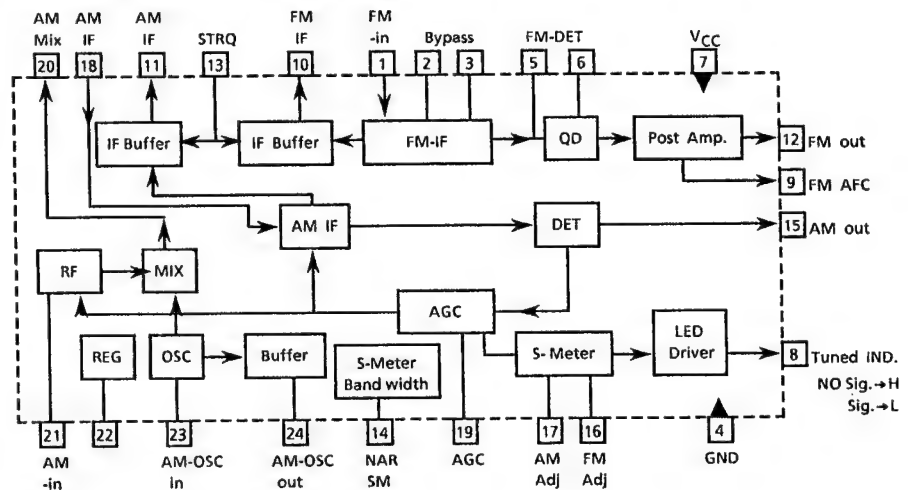 AM AM AM FM FM
Mix IF IF STRQ IF -in Bypass FM-DET VCC
20 18 11 13 10 1 2 3 5 6 7
IF Buffer IF Buffer FM-IF QD Post Amp. 12 FM out
9 FM AFC
AM IF DET 15 AM out
RF MIX
AGC
REG OSC Buffer S-Meter Band width S-Meter LED Driver 8 Tuned IND.
NO Sig.→H
Sig.→L
21 22 23 24 14 19 17 16 4
AM AM-OSC AM-OSC NAR AGC AM FM GND
-in in out SM Adj Adj